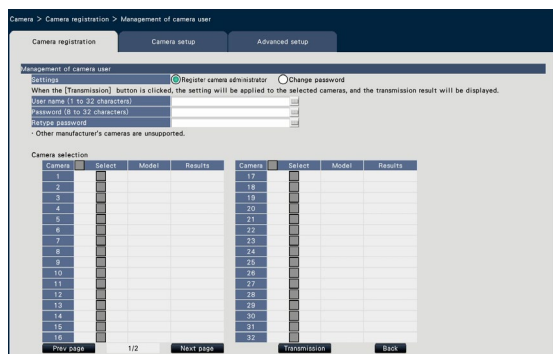 Camera > Camera registration > Management of camera user
Camera registration Camera setup Advanced setup
Management of camera user
Settings Register camera administrator Change password
When the [Transmission] button is clicked, the setting will be applied to the selected cameras, and the transmission result will be displayed.
User name (1 to 32 characters)
Password (8 to 32 characters)
Retype password
· Other manufacturer's cameras are unsupported.
Camera selection
Camera Select Model Results Camera Select Model Results
1 17
2 18
3 19
4 20
5 21
6 22
7 23
8 24
9 25
10 26
11 27
12 28
13 29
14 30
15 31
16 32
Prev page 1/2 Next page Transmission Back